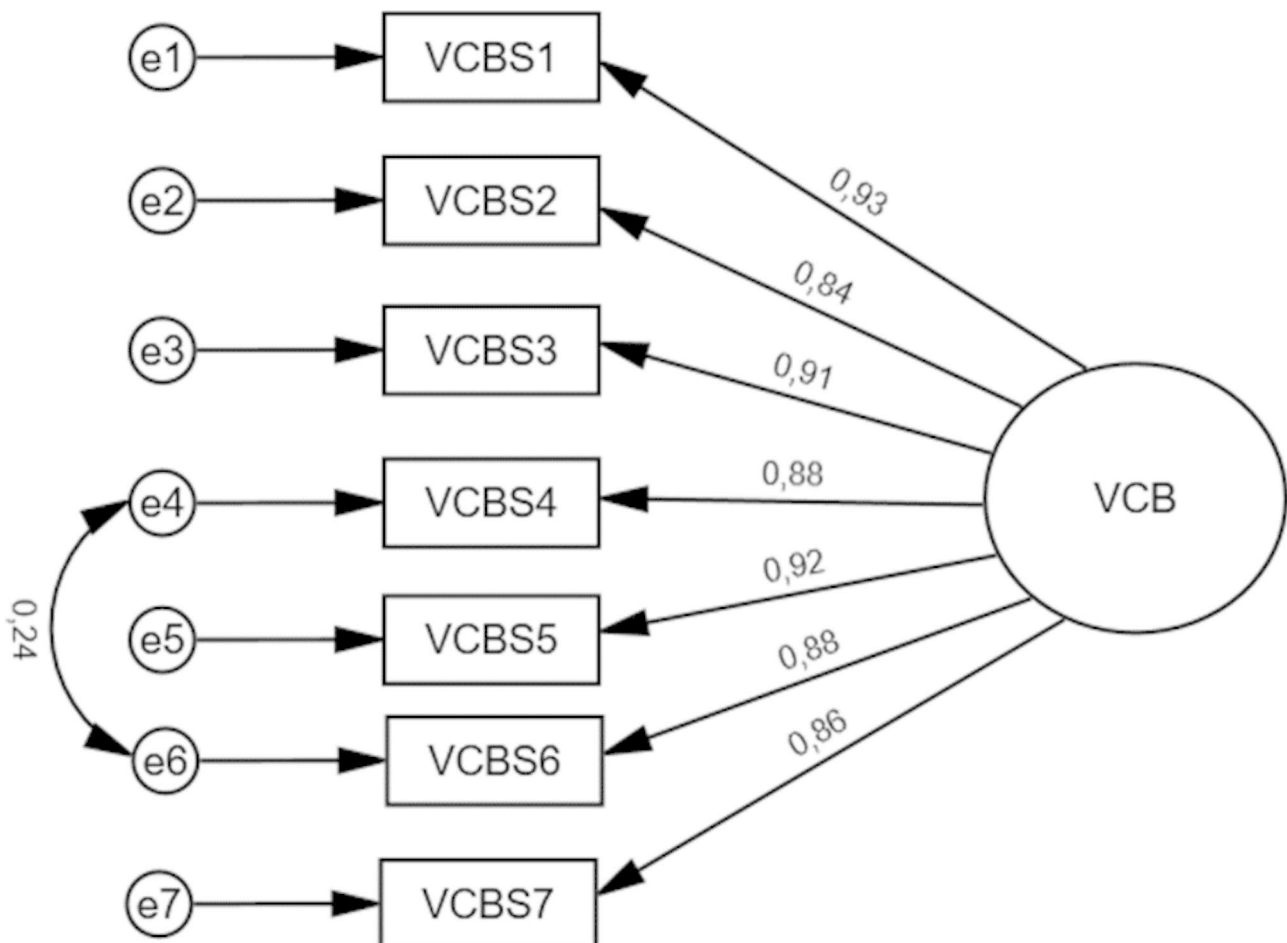 e1
VCBS1
0,93
e2
VCBS2
0,84
e3
VCBS3
0,91
e4
VCBS4
0,88
VCB
0,24
e5
VCBS5
0,92
e6
VCBS6
0,88
e7
VCBS7
0,86